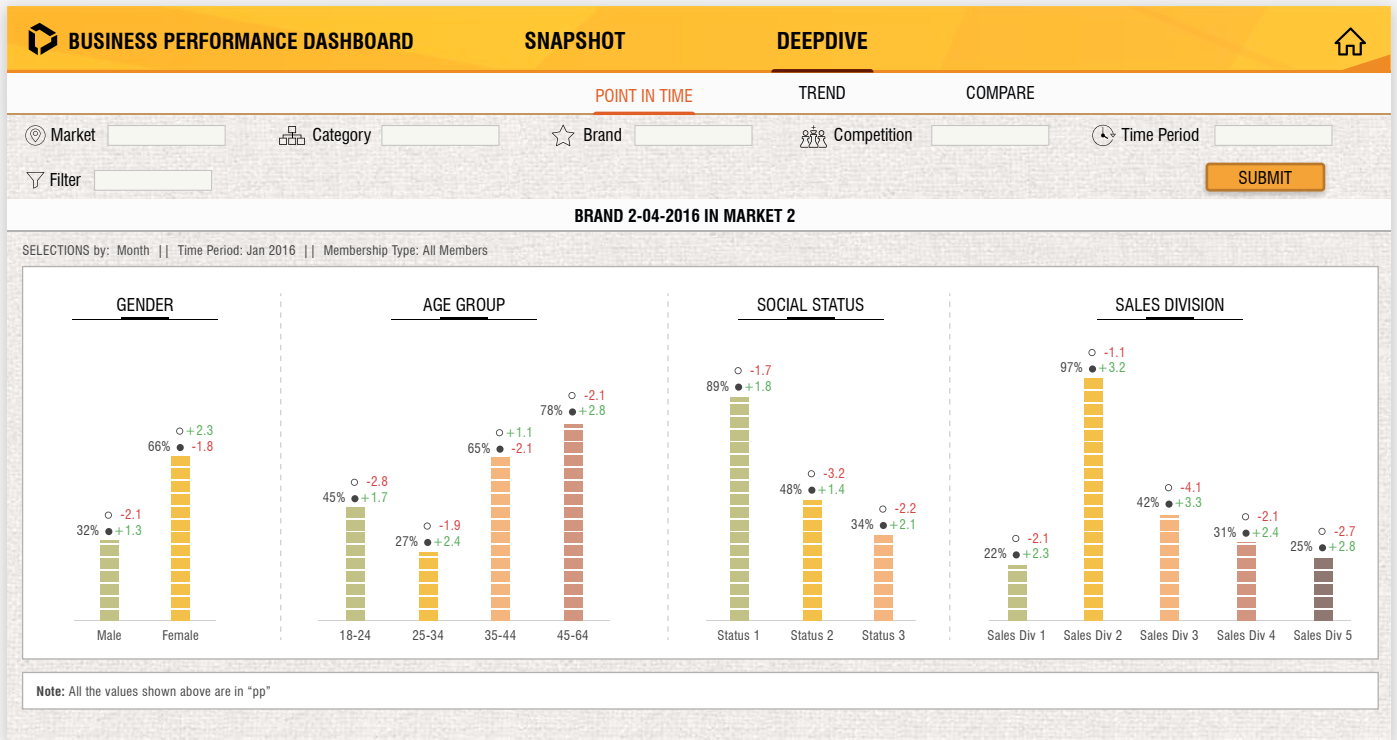 BUSINESS PERFORMANCE DASHBOARD SNAPSHOT DEEPDIVE
POINT IN TIME TREND COMPARE
Market Category Brand Competition Time Period
Filter SUBMIT
BRAND 2-04-2016 IN MARKET 2
SELECTIONS by: Month || Time Period: Jan 2016 || Membership Type: All Members
GENDER
-2.1
32% +1.3
+2.3
66% -1.8
Male Female
AGE GROUP
-2.8
45% +1.7
-1.9
27% +2.4
+1.1
65% -2.1
-2.1
78% +2.8
18-24 25-34 35-44 45-64
SOCIAL STATUS
-1.7
89% +1.8
-3.2
48% +1.4
-2.2
34% +2.1
Status 1 Status 2 Status 3
SALES DIVISION
-2.1
22% +2.3
-1.1
97% +3.2
-4.1
42% +3.3
-2.1
31% +2.4
-2.7
25% +2.8
Sales Div 1 Sales Div 2 Sales Div 3 Sales Div 4 Sales Div 5
Note: All the values shown above are in “pp”